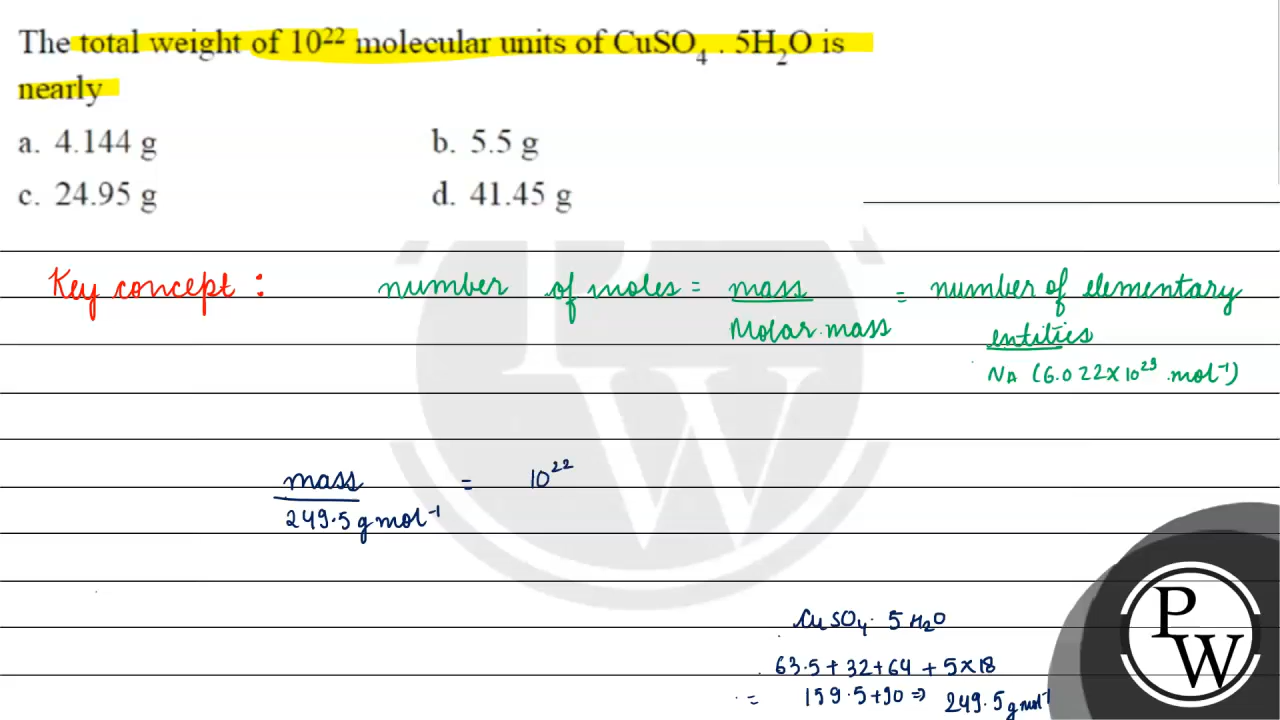 The total weight of 10²² molecular units of CuSO₄ . 5H₂O is
nearly
a. 4.144 g
b. 5.5 g
c. 24.95 g
d. 41.45 g
Key concept : number of moles = mass / Molar mass = number of elementary entities / NA (6.022×10²³ mol⁻¹)
mass / 249.5 g mol⁻¹ = 10²²
CuSO₄. 5H₂O
63.5+32+64+5×18
= 159.5+90 ⇒ 249.5 g mol⁻¹
P
W